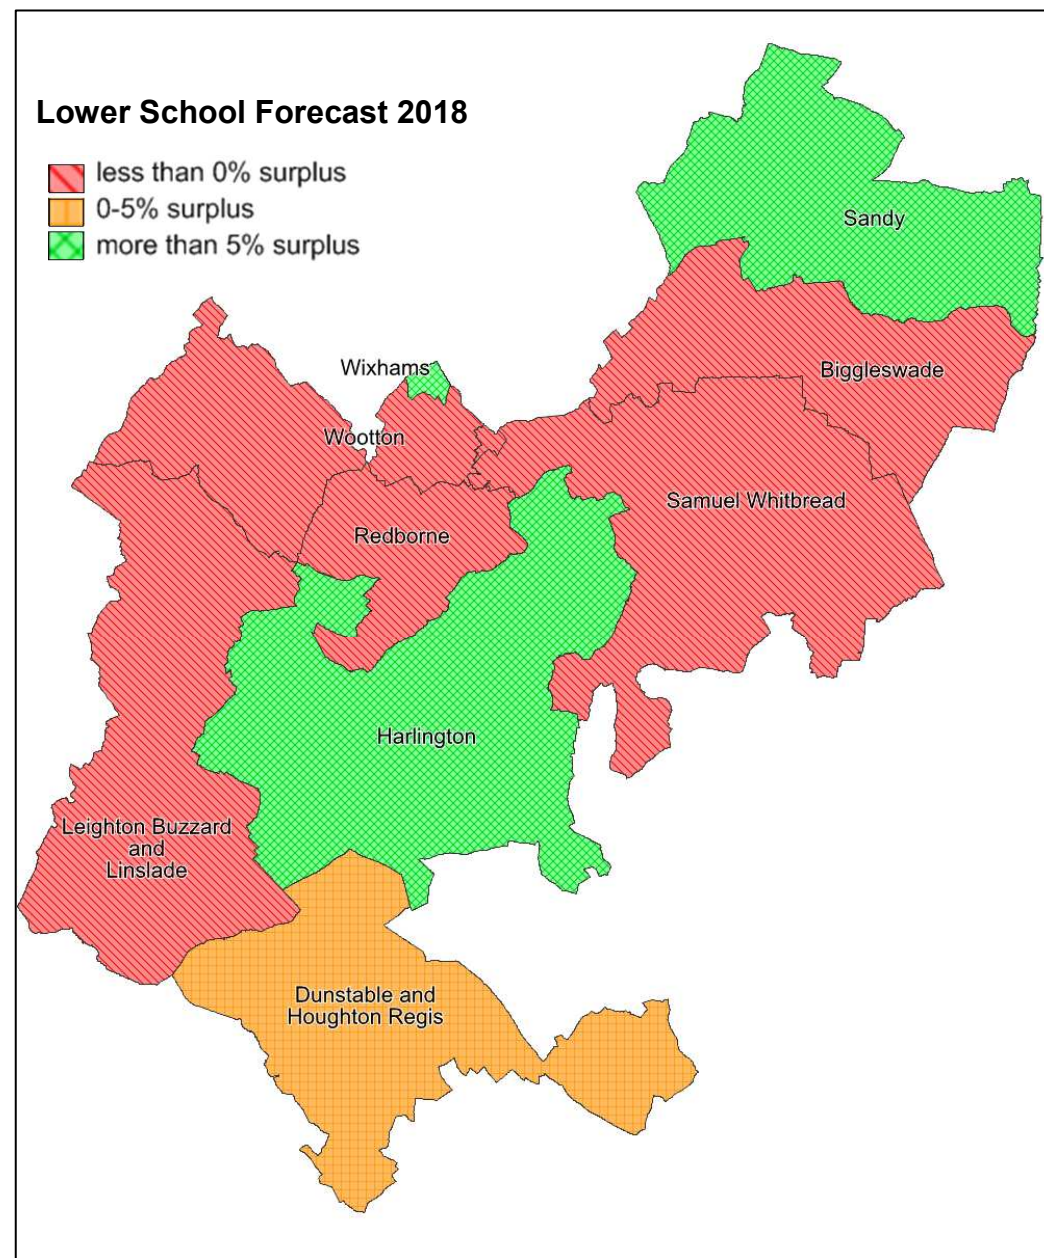 Lower School Forecast 2018
less than 0% surplus
0-5% surplus
more than 5% surplus
Sandy
Biggleswade
Wixhams
Wootton
Samuel Whitbread
Redborne
Harlington
Leighton Buzzard
and
Linslade
Dunstable and
Houghton Regis